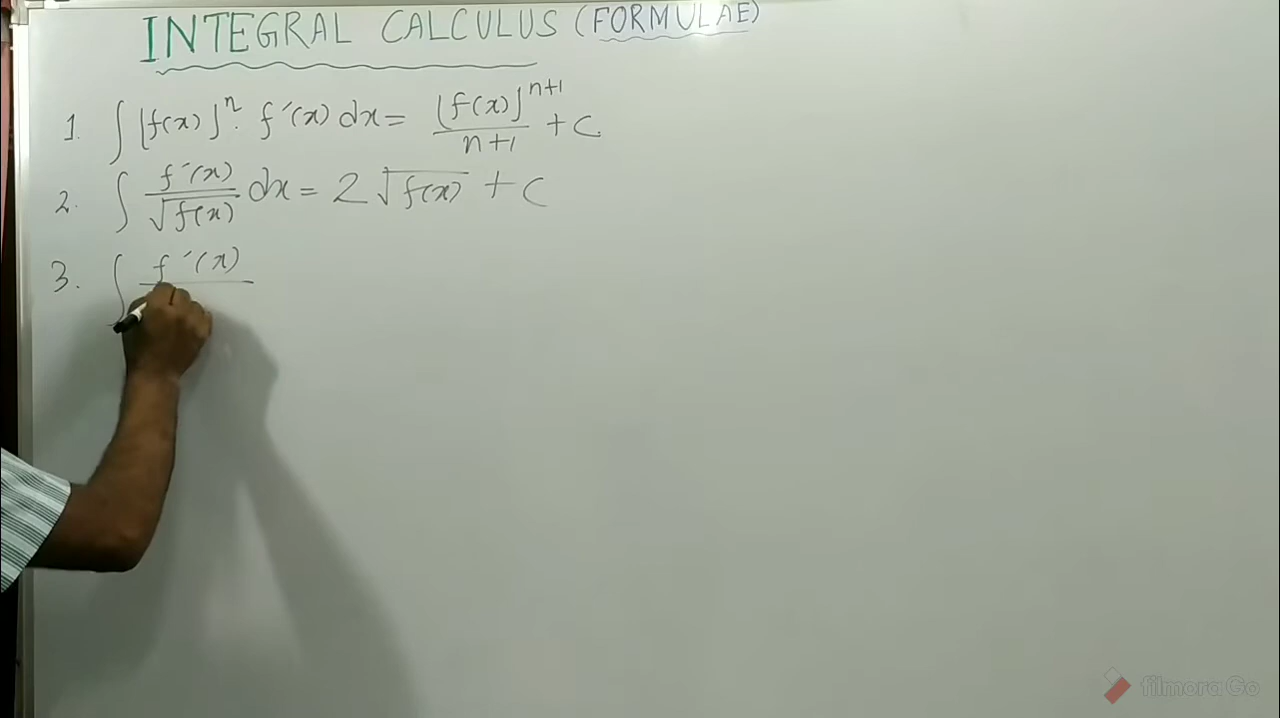 INTEGRAL CALCULUS (FORMULAE)
1. ∫ [f(x)]ⁿ. f′(x) dx = [f(x)]ⁿ⁺¹ / n+1 + C
2. ∫ f′(x) / √f(x) dx = 2 √f(x) + C
3. ∫ f′(x)
filmoraGo